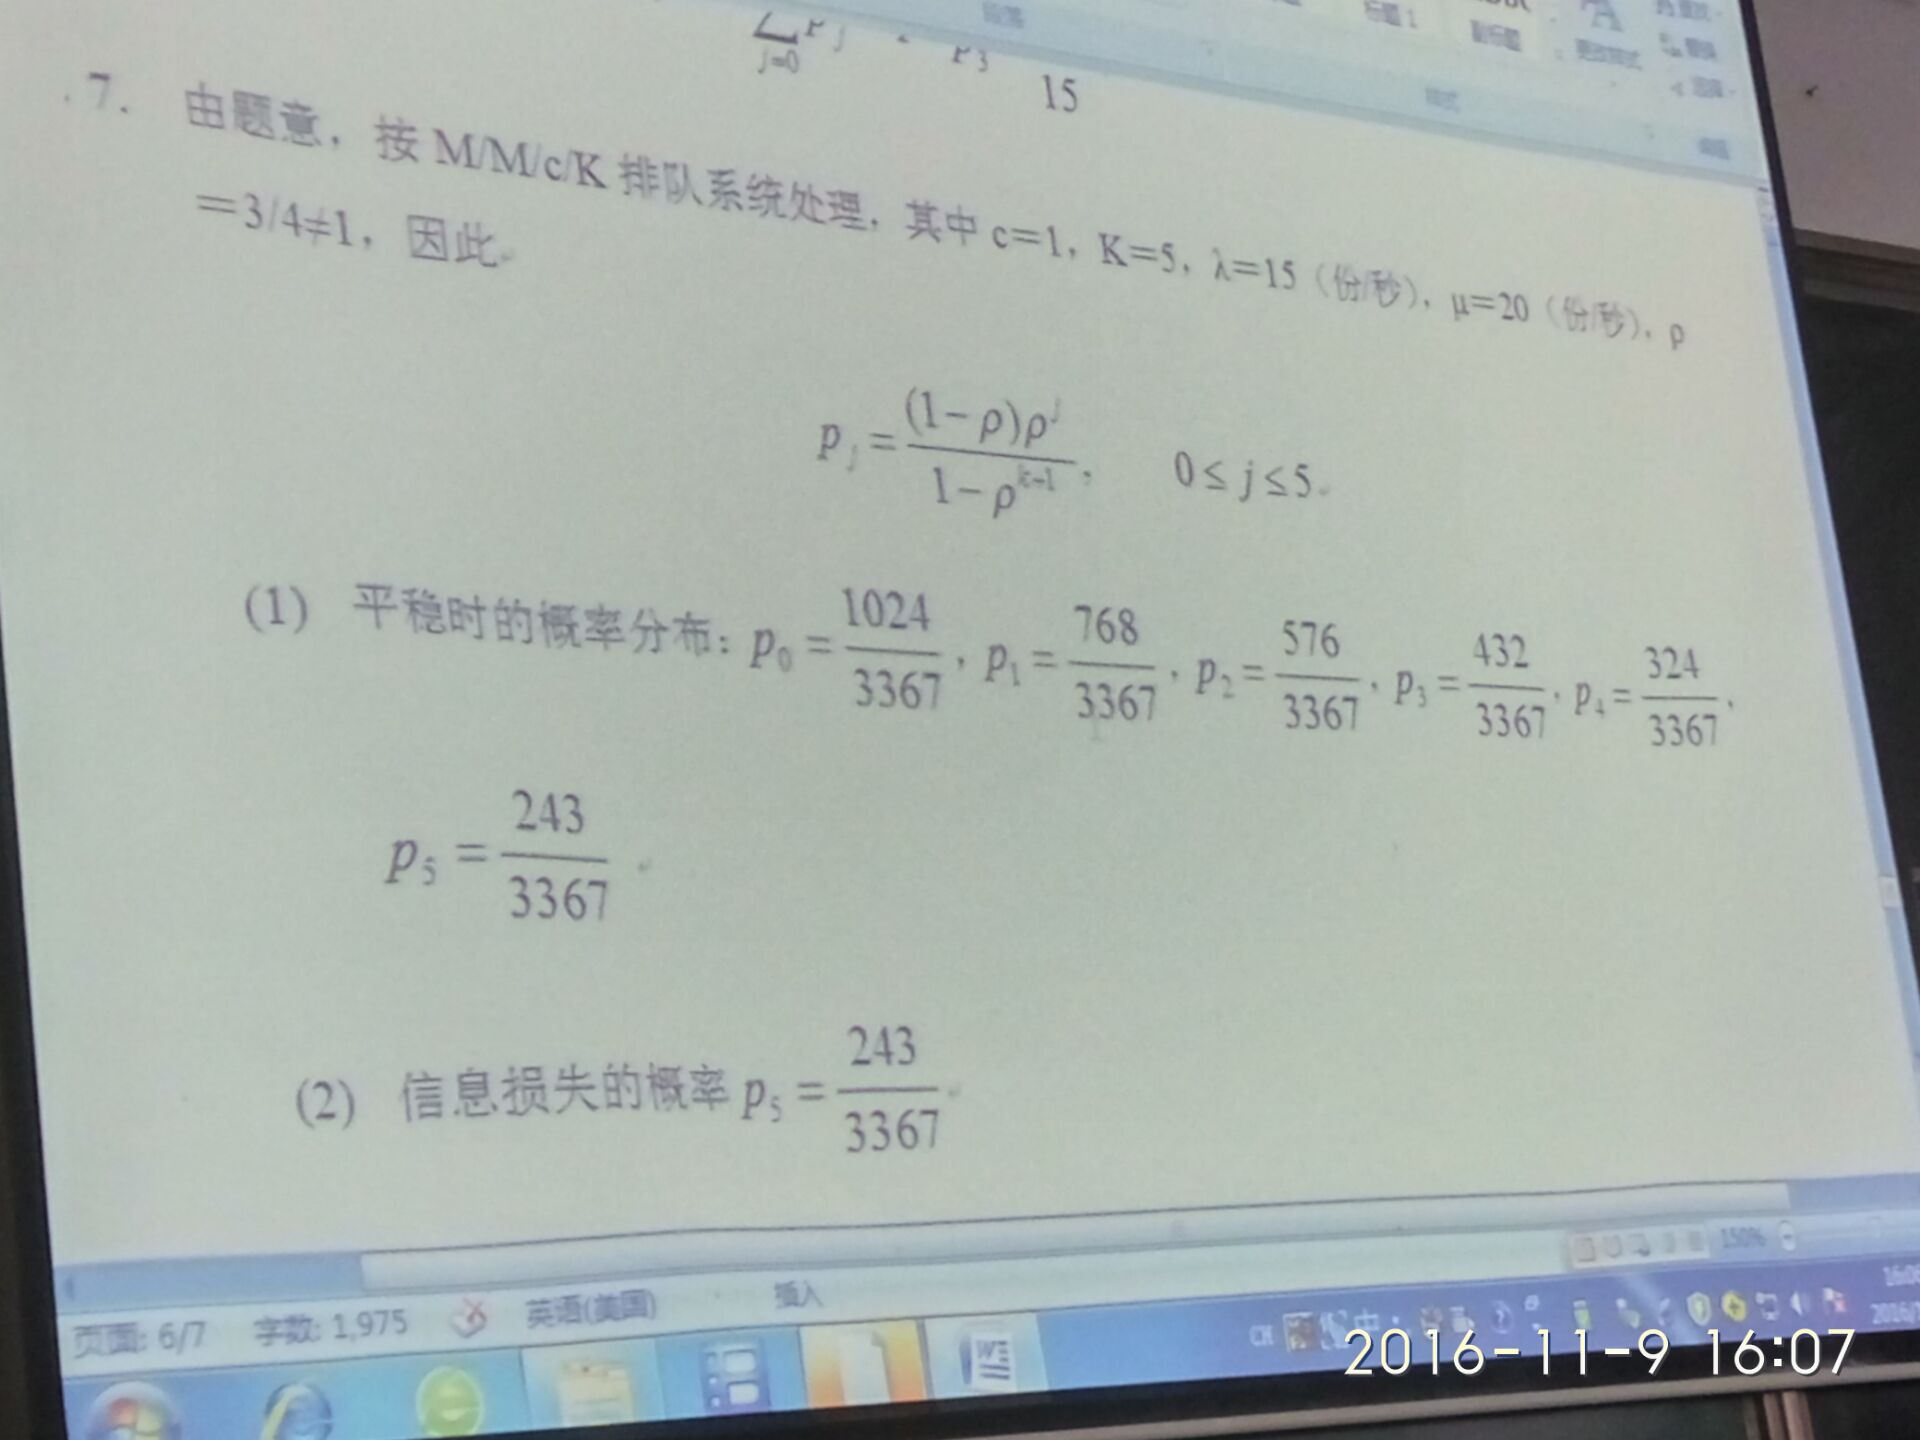 15
7. 由题意，按 M/M/c/K 排队系统处理，其中 c=1，K=5，λ=15（份/秒），μ=20（份/秒），ρ
=3/4≠1，因此
p_j = (1-ρ)ρ^j / 1-ρ^{k-1}, 0≤j≤5
(1) 平稳时的概率分布：p_0 = 1024/3367, p_1 = 768/3367, p_2 = 576/3367, p_3 = 432/3367, p_4 = 324/3367,
p_5 = 243/3367
(2) 信息损失的概率 p_5 = 243/3367
150%
页面: 6/7 字数: 1,975 英语(美国) 插入
CH
2016-11-9 16:07